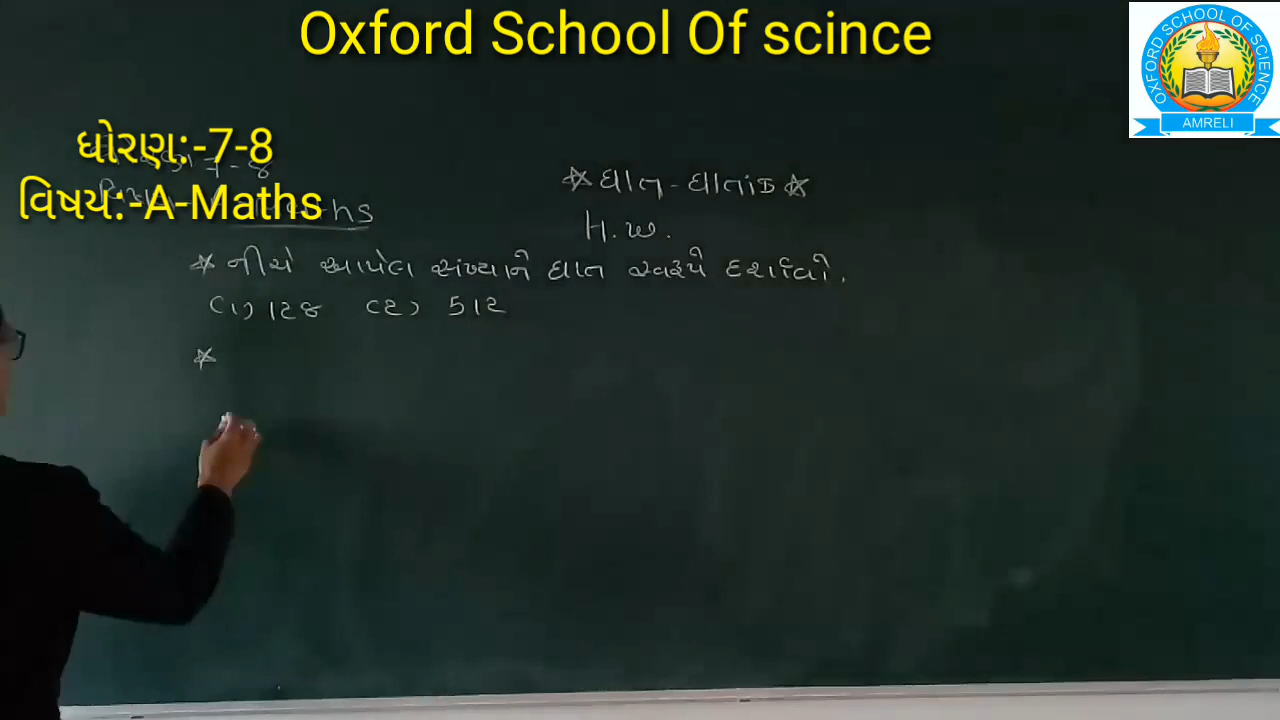 Oxford School Of scince
OXFORD SCHOOL OF SCIENCE
AMRELI
ધોરણ:-7-8
વિષય:-A-Maths
★ ઘાત - ઘાતાંક ★
H.W.
★ નીચે આપેલ સંખ્યાને ઘાત સ્વરૂપે દર્શાવો.
(૧) ૧૨૮ (૨) ૫૧૨
★